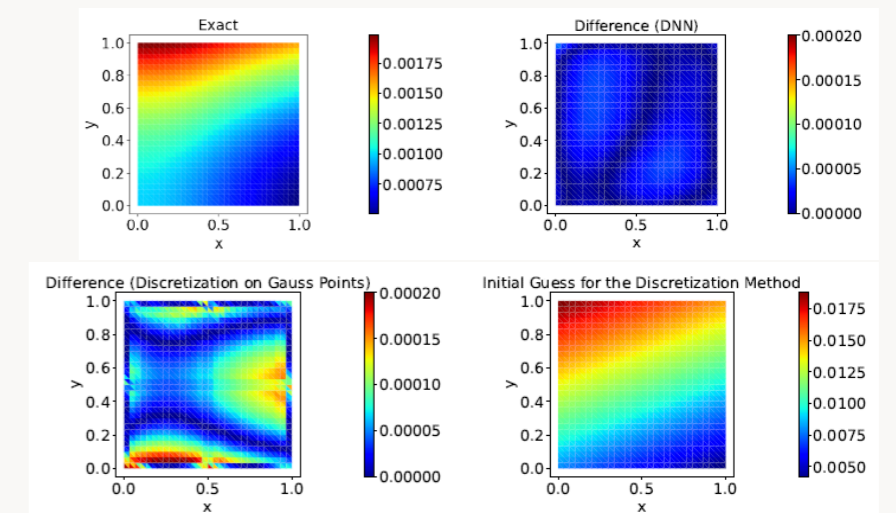 Exact
1.0
0.8
0.6
0.4
0.2
0.0
y
0.0 0.5 1.0
x
0.00175
0.00150
0.00125
0.00100
0.00075
Difference (DNN)
1.0
0.8
0.6
0.4
0.2
0.0
y
0.0 0.5 1.0
x
0.00020
0.00015
0.00010
0.00005
0.00000
Difference (Discretization on Gauss Points)
1.0
0.8
0.6
0.4
0.2
0.0
y
0.0 0.5 1.0
x
0.00020
0.00015
0.00010
0.00005
0.00000
Initial Guess for the Discretization Method
1.0
0.8
0.6
0.4
0.2
0.0
y
0.0 0.5 1.0
x
0.0175
0.0150
0.0125
0.0100
0.0075
0.0050